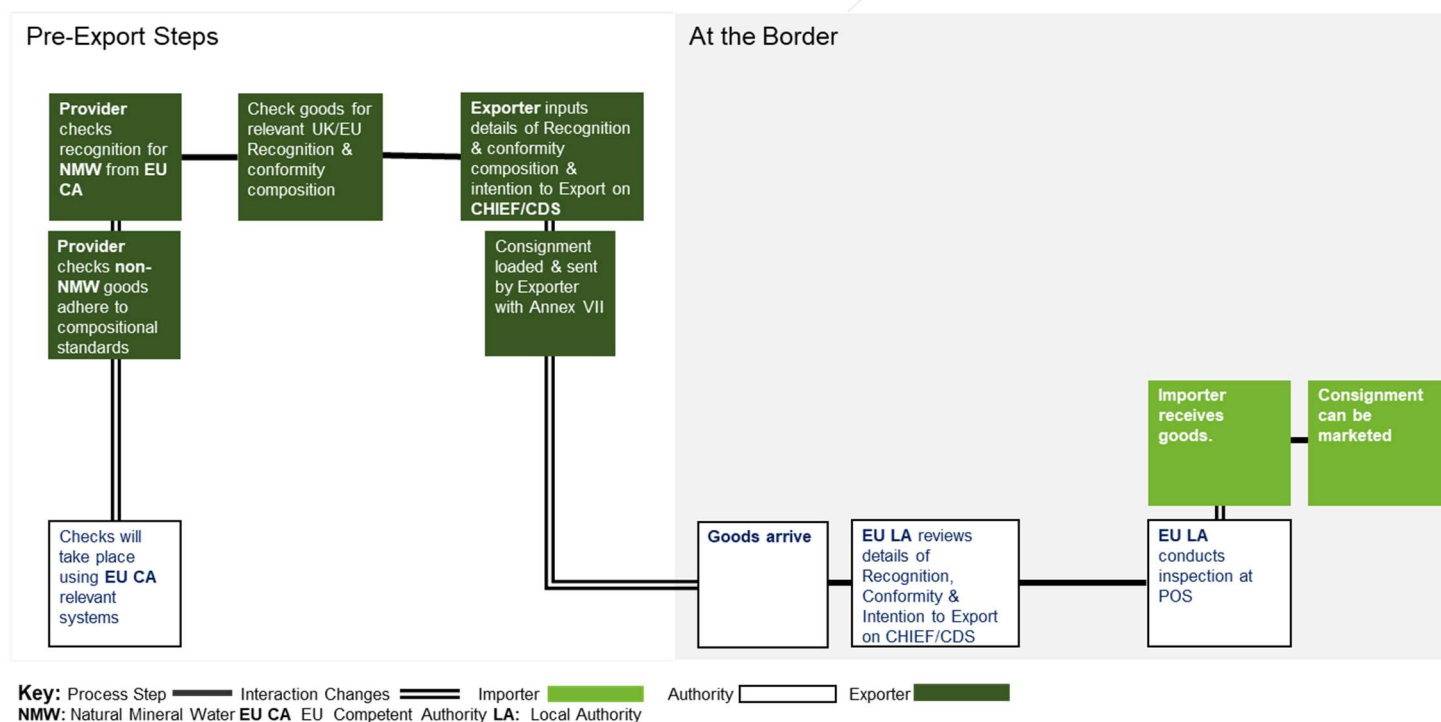 Pre-Export Steps
At the Border
Provider
checks
recognition for
NMW from EU
CA
Check goods for
relevant UK/EU
Recognition &
conformity
composition
Exporter inputs
details of Recognition
& conformity
composition &
intention to Export on
CHIEF/CDS
Provider
checks non-
NMW goods
adhere to
compositional
standards
Consignment
loaded & sent
by Exporter
with Annex VII
Importer
receives
goods.
Consignment
can be
marketed
Checks will
take place
using EU CA
relevant
systems
Goods arrive
EU LA reviews
details of
Recognition,
Conformity &
Intention to Export
on CHIEF/CDS
EU LA
conducts
inspection at
POS
Key: Process Step Interaction Changes Importer Authority Exporter
NMW: Natural Mineral Water EU CA EU Competent Authority LA: Local Authority